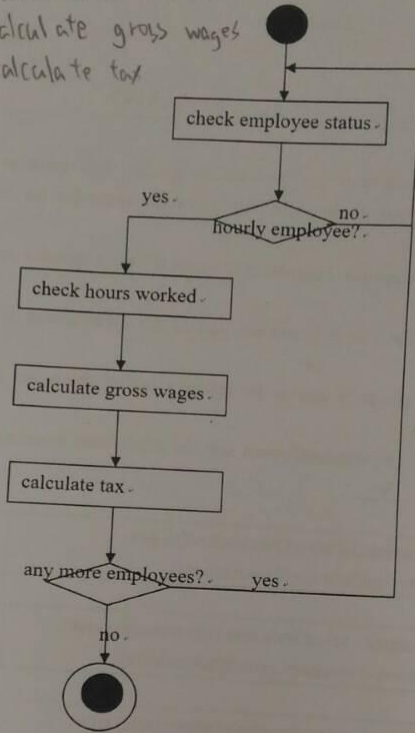 calculate gross wages
calculate tax
check employee status
yes
no
hourly employee?
check hours worked
calculate gross wages
calculate tax
any more employees?
yes
no